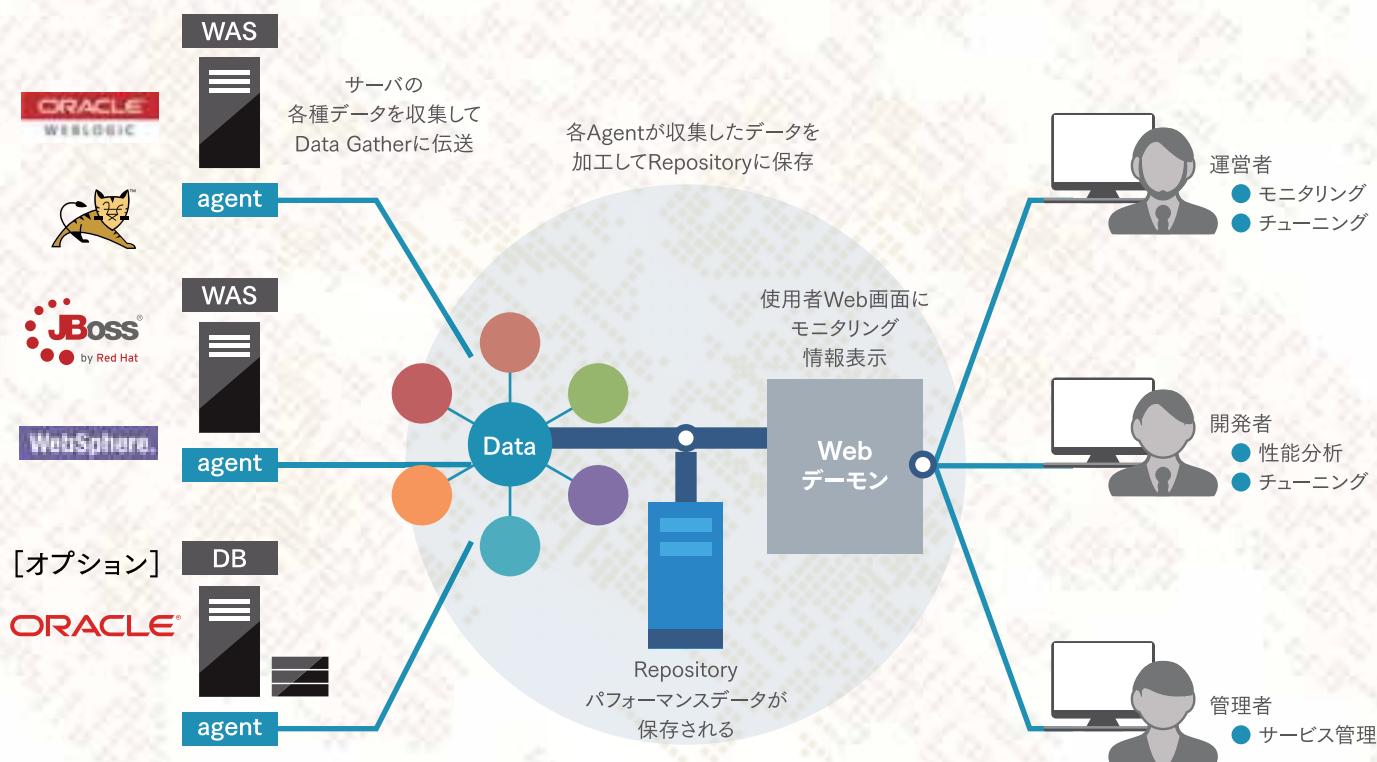 WAS
サーバの
各種データを収集して
Data Gatherに伝送
ORACLE
WEBLOGIC
agent
各Agentが収集したデータを
加工してRepositoryに保存
運営者
モニタリング
チューニング
WAS
JBoss
by Red Hat
WebSphere.
agent
Data
使用者Web画面に
モニタリング
情報表示
Web
デーモン
開発者
性能分析
チューニング
[オプション]
DB
ORACLE®
agent
Repository
パフォーマンスデータが
保存される
管理者
サービス管理